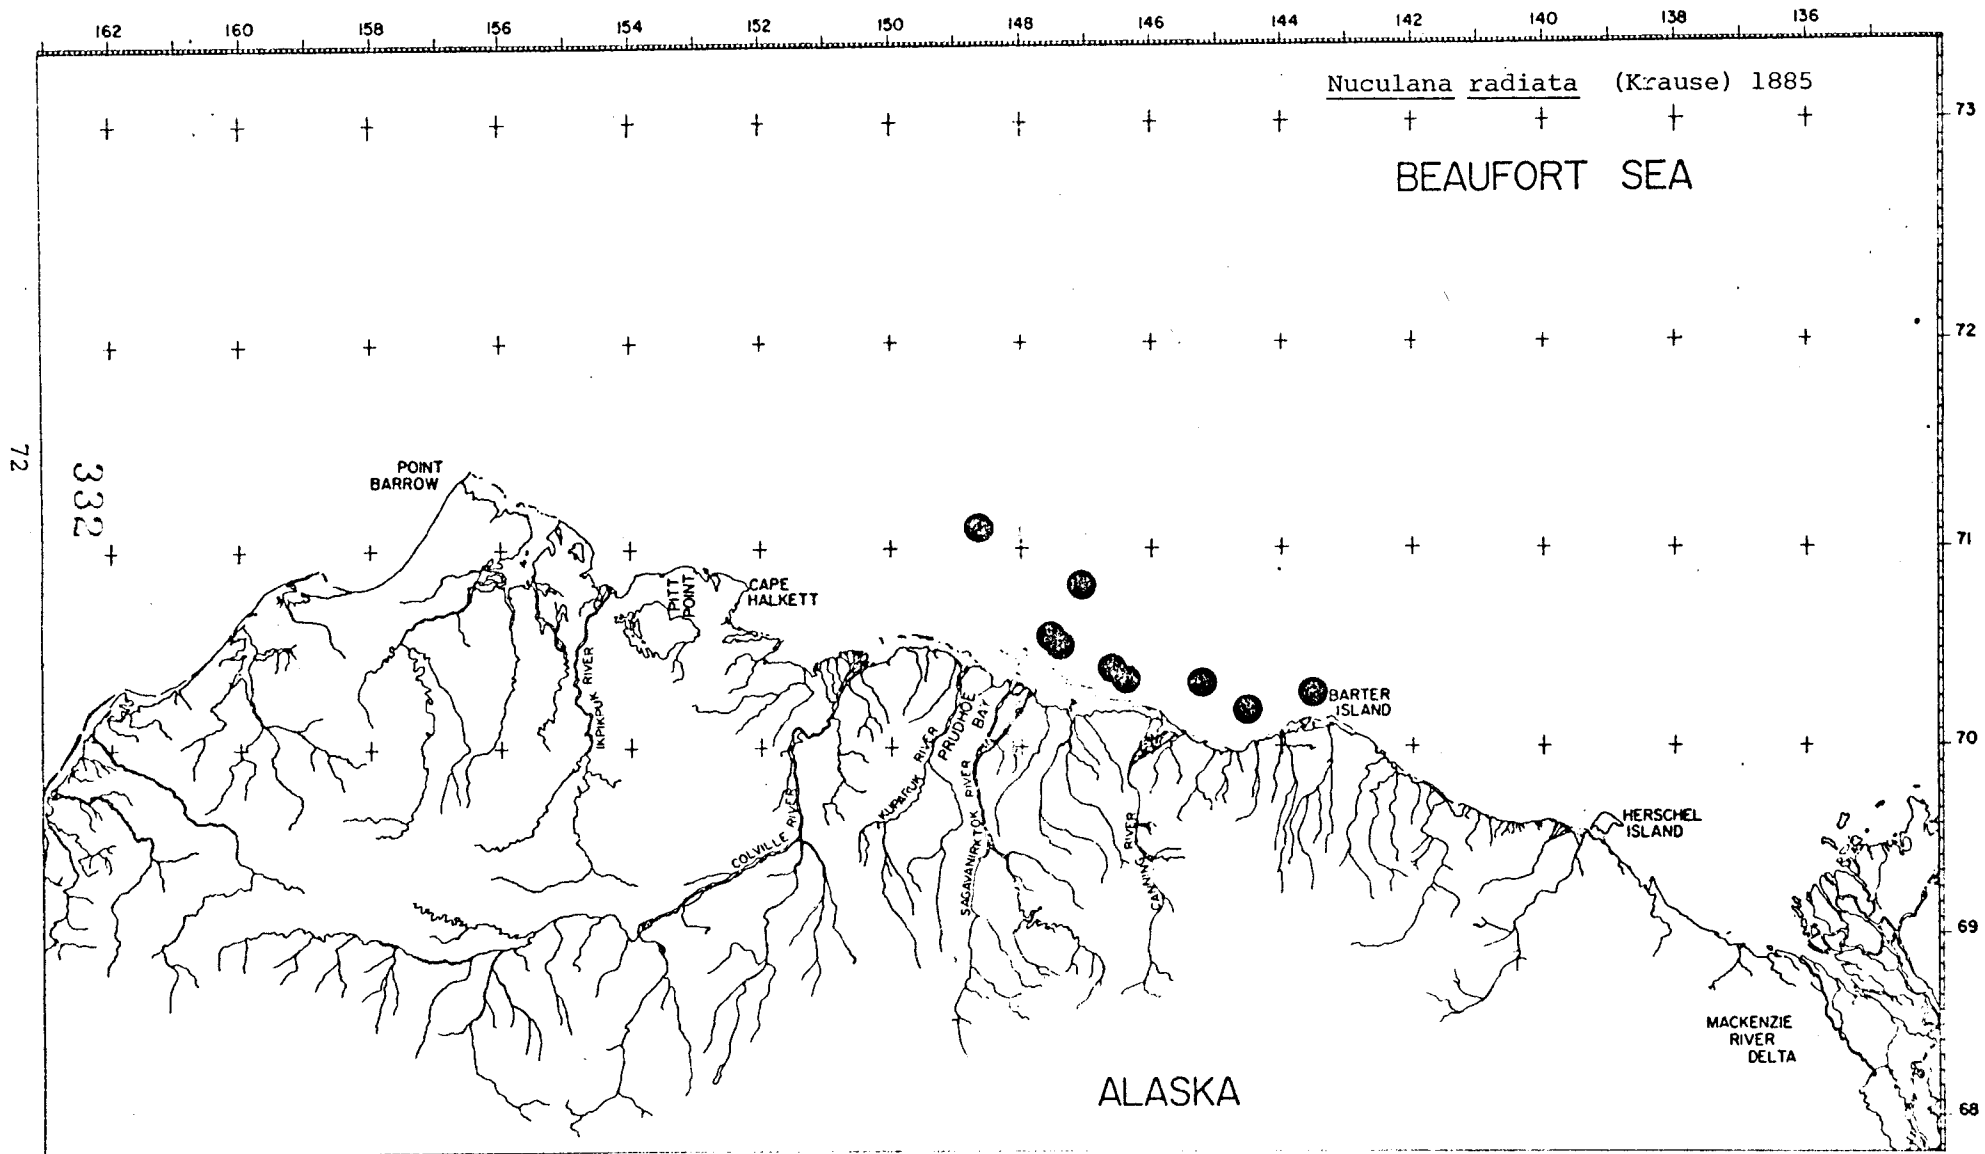 162 160 158 156 154 152 150 148 146 144 142 140 138 136
Nuculana radiata (Krause) 1885
73
BEAUFORT SEA
72
72
332
POINT
BARROW
71
PITT
POINT
CAPE
HALKETT
IKPIKPUK RIVER
BARTER
ISLAND
PRUDHOE
BAY
70
KUPARUK RIVER
COLVILLE RIVER
SAGAVANIRKTOK RIVER
CANNING RIVER
HERSCHEL
ISLAND
69
MACKENZIE
RIVER
DELTA
ALASKA
68